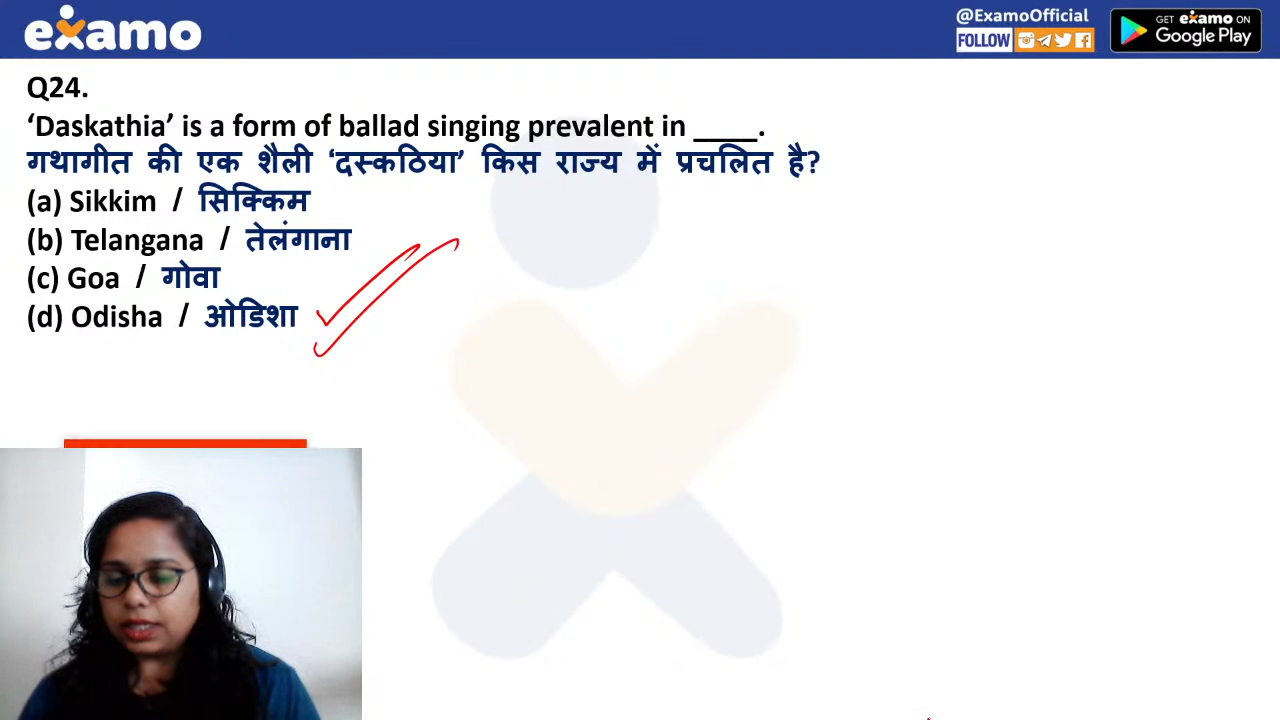 examo
@ExamoOfficial
FOLLOW
GET examo ON
Google Play
Q24.
‘Daskathia’ is a form of ballad singing prevalent in ____.
गथागीत की एक शैली ‘दस्कठिया’ किस राज्य में प्रचलित है?
(a) Sikkim / सिक्किम
(b) Telangana / तेलंगाना
(c) Goa / गोवा
(d) Odisha / ओडिशा